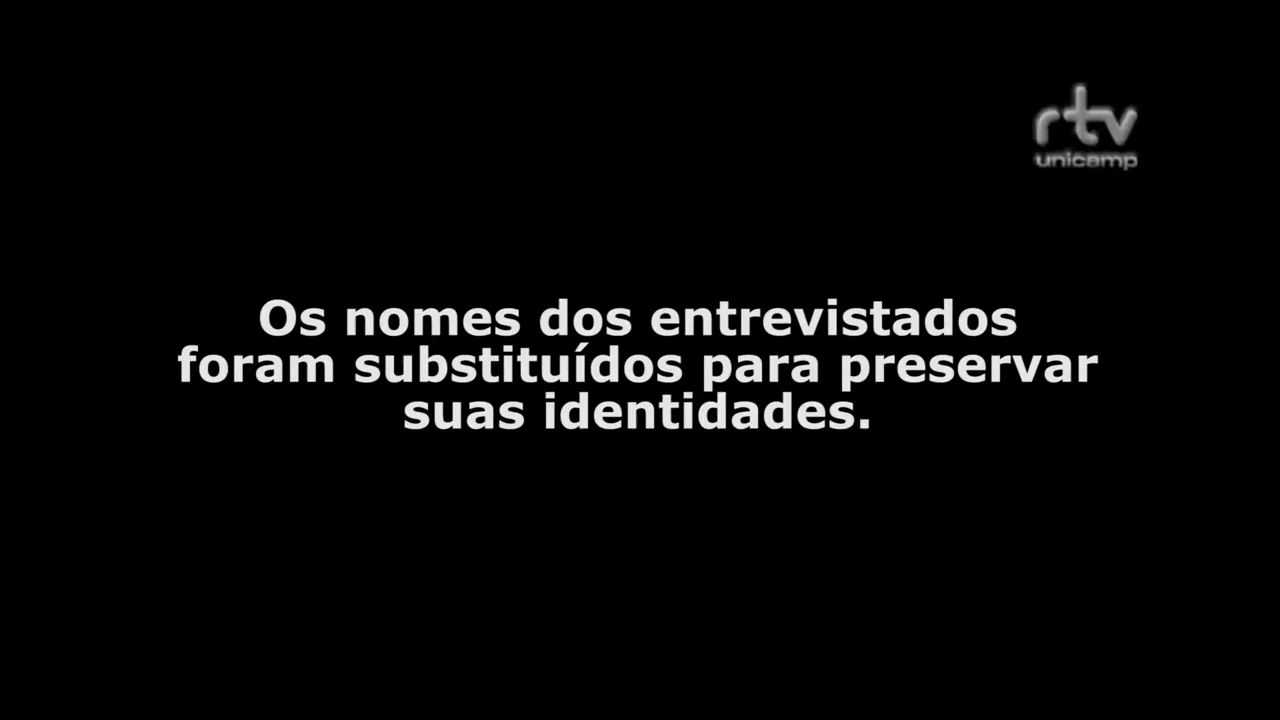 rtv
unicamp
Os nomes dos entrevistados
foram substituídos para preservar
suas identidades.